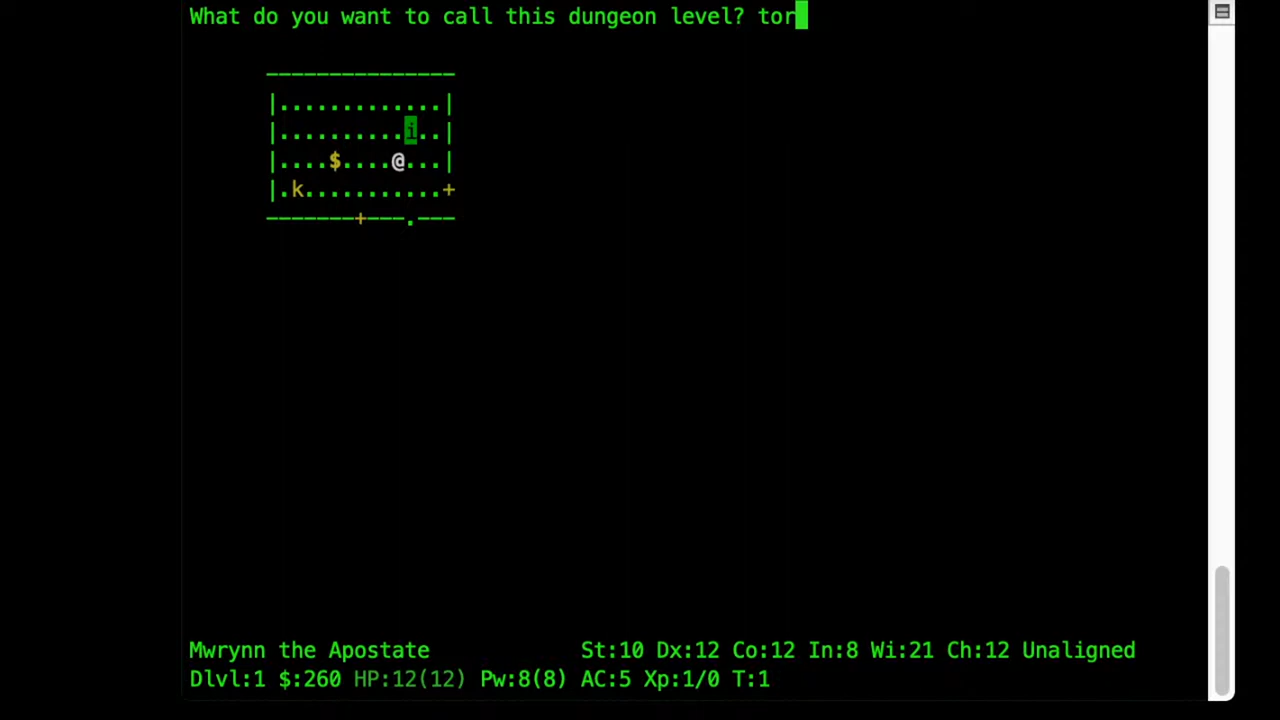 What do you want to call this dungeon level? tor
--------------- 
|............|
|..........i..|
|....$....@...|
|.k...........+
-------+---.---
Mwrynn the Apostate St:10 Dx:12 Co:12 In:8 Wi:21 Ch:12 Unaligned
Dlvl:1 $:260 HP:12(12) Pw:8(8) AC:5 Xp:1/0 T:1